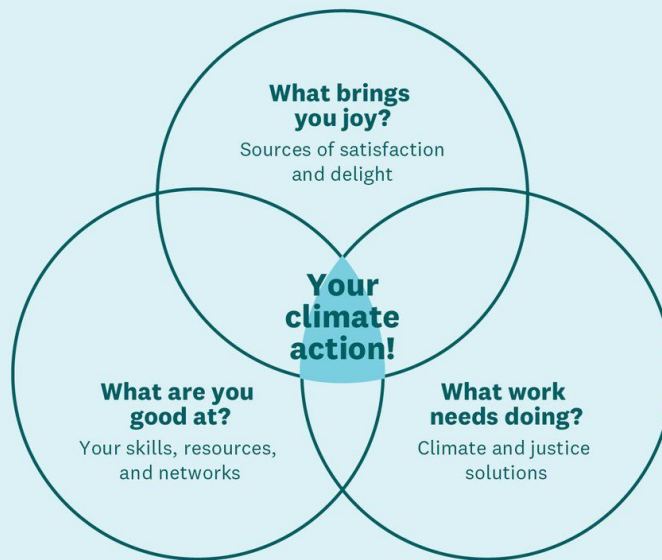 What brings
you joy?
Sources of satisfaction
and delight
Your
climate
action!
What are you
good at?
Your skills, resources,
and networks
What work
needs doing?
Climate and justice
solutions